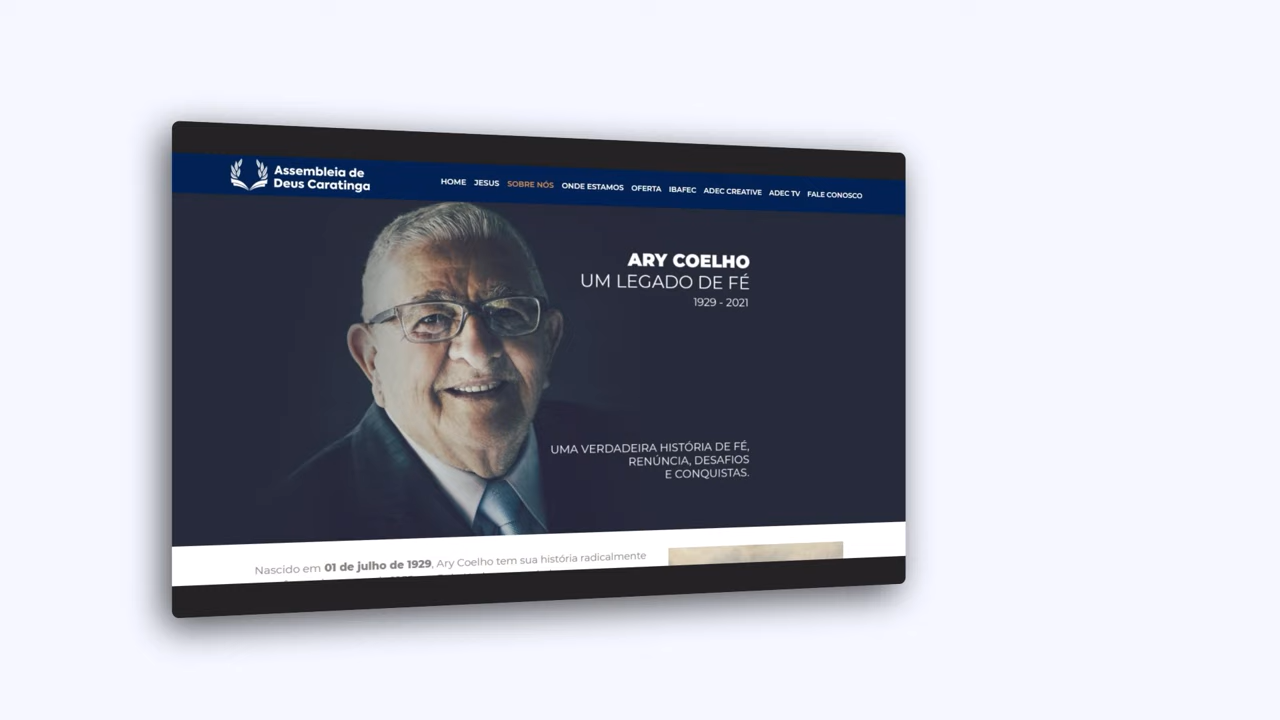 Assembleia de
Deus Caratinga
HOME JESUS SOBRE NÓS ONDE ESTAMOS OFERTA IBAFEC ADEC CREATIVE ADEC TV FALE CONOSCO
ARY COELHO
UM LEGADO DE FÉ
1929 - 2021
UMA VERDADEIRA HISTÓRIA DE FÉ,
RENÚNCIA, DESAFIOS
E CONQUISTAS.
Nascido em 01 de julho de 1929, Ary Coelho tem sua história radicalmente